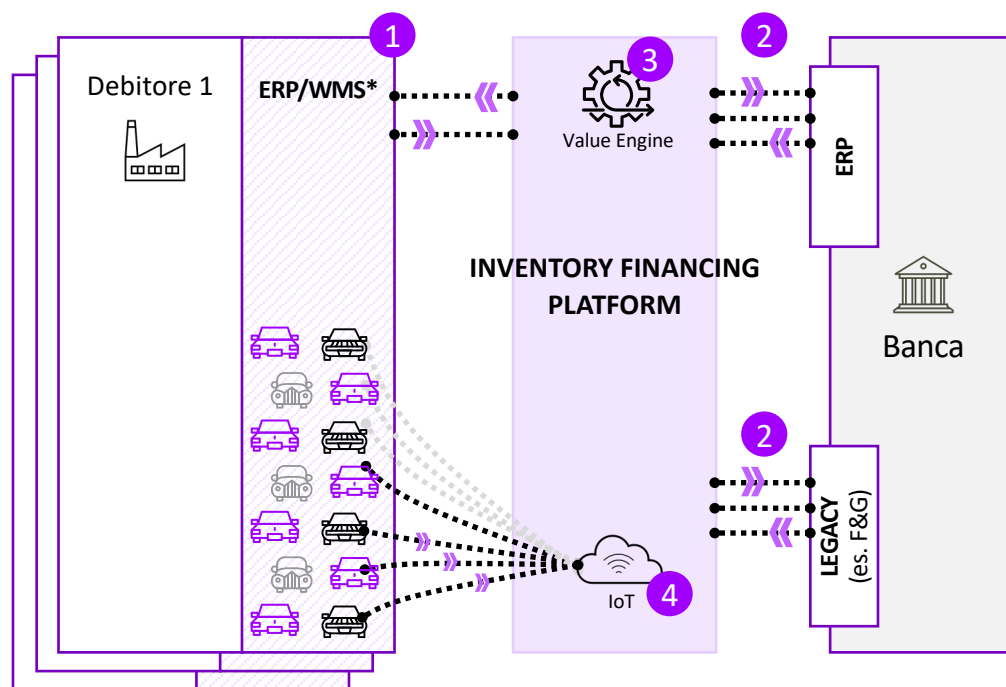 1
2
Debitore 1
ERP/WMS*
3
Value Engine
ERP
INVENTORY FINANCING
PLATFORM
Banca
2
LEGACY
(es. F&G)
4
IoT